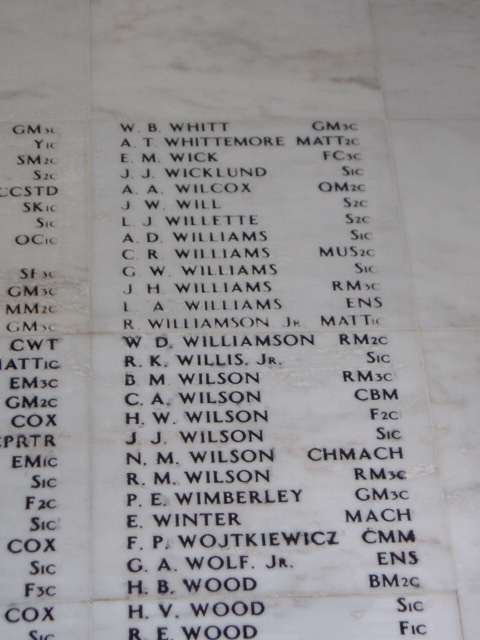 GM3C
Y1C
SM2C
S2C
CCSTD
SK1C
S1C
OC1C
SF3C
GM3C
MM2C
GM3C
CWT
MATT1C
EM3C
GM2C
COX
CPRTR
EM1C
S1C
F2C
S1C
COX
S1C
F3C
COX
S1C
W. B. WHITT GM3C
A. T. WHITTEMORE MATT2C
E. M. WICK FC3C
J. J. WICKLUND S1C
A. A. WILCOX QM2C
J. W. WILL S2C
L. J. WILLETTE S2C
A. D. WILLIAMS S1C
C. R. WILLIAMS MUS2C
G. W. WILLIAMS S1C
J. H. WILLIAMS RM3C
L. A. WILLIAMS ENS
R. WILLIAMSON JR. MATT1C
W. D. WILLIAMSON RM2C
R. K. WILLIS, JR. S1C
B. M. WILSON RM3C
C. A. WILSON CBM
H. W. WILSON F2C
J. J. WILSON S1C
N. M. WILSON CHMACH
R. M. WILSON RM3C
P. E. WIMBERLEY GM3C
E. WINTER MACH
F. P. WOJTKIEWICZ CMM
G. A. WOLF, JR. ENS
H. B. WOOD BM2C
H. V. WOOD S1C
R. E. WOOD F1C